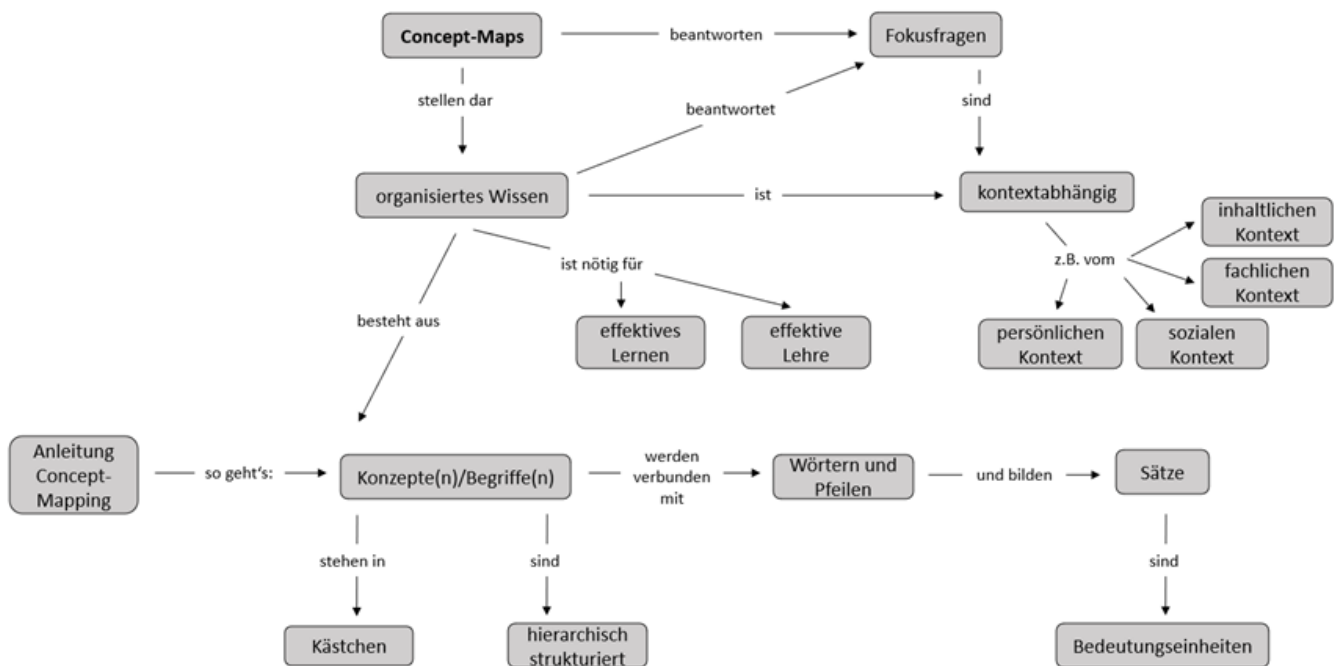 Concept-Maps
beantworten
Fokusfragen
stellen dar
beantwortet
sind
organisiertes Wissen
ist
kontextabhängig
inhaltlichen
Kontext
z.B. vom
fachlichen
Kontext
ist nötig für
besteht aus
effektives
Lernen
effektive
Lehre
persönlichen
Kontext
sozialen
Kontext
Anleitung
Concept-
Mapping
so geht's:
Konzepte(n)/Begriffe(n)
werden
verbunden
mit
Wörtern und
Pfeilen
und bilden
Sätze
stehen in
sind
sind
Kästchen
hierarchisch
strukturiert
Bedeutungseinheiten